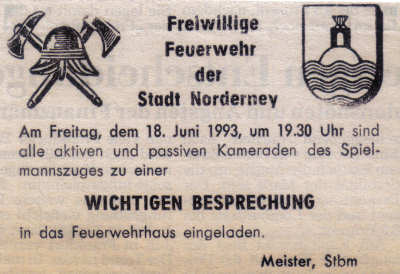 Freiwillige
Feuerwehr
der
Stadt Norderney
Am Freitag, dem 18. Juni 1993, um 19.30 Uhr sind
alle aktiven und passiven Kameraden des Spiel-
mannszuges zu einer
WICHTIGEN BESPRECHUNG
in das Feuerwehrhaus eingeladen.
Meister, Stbm